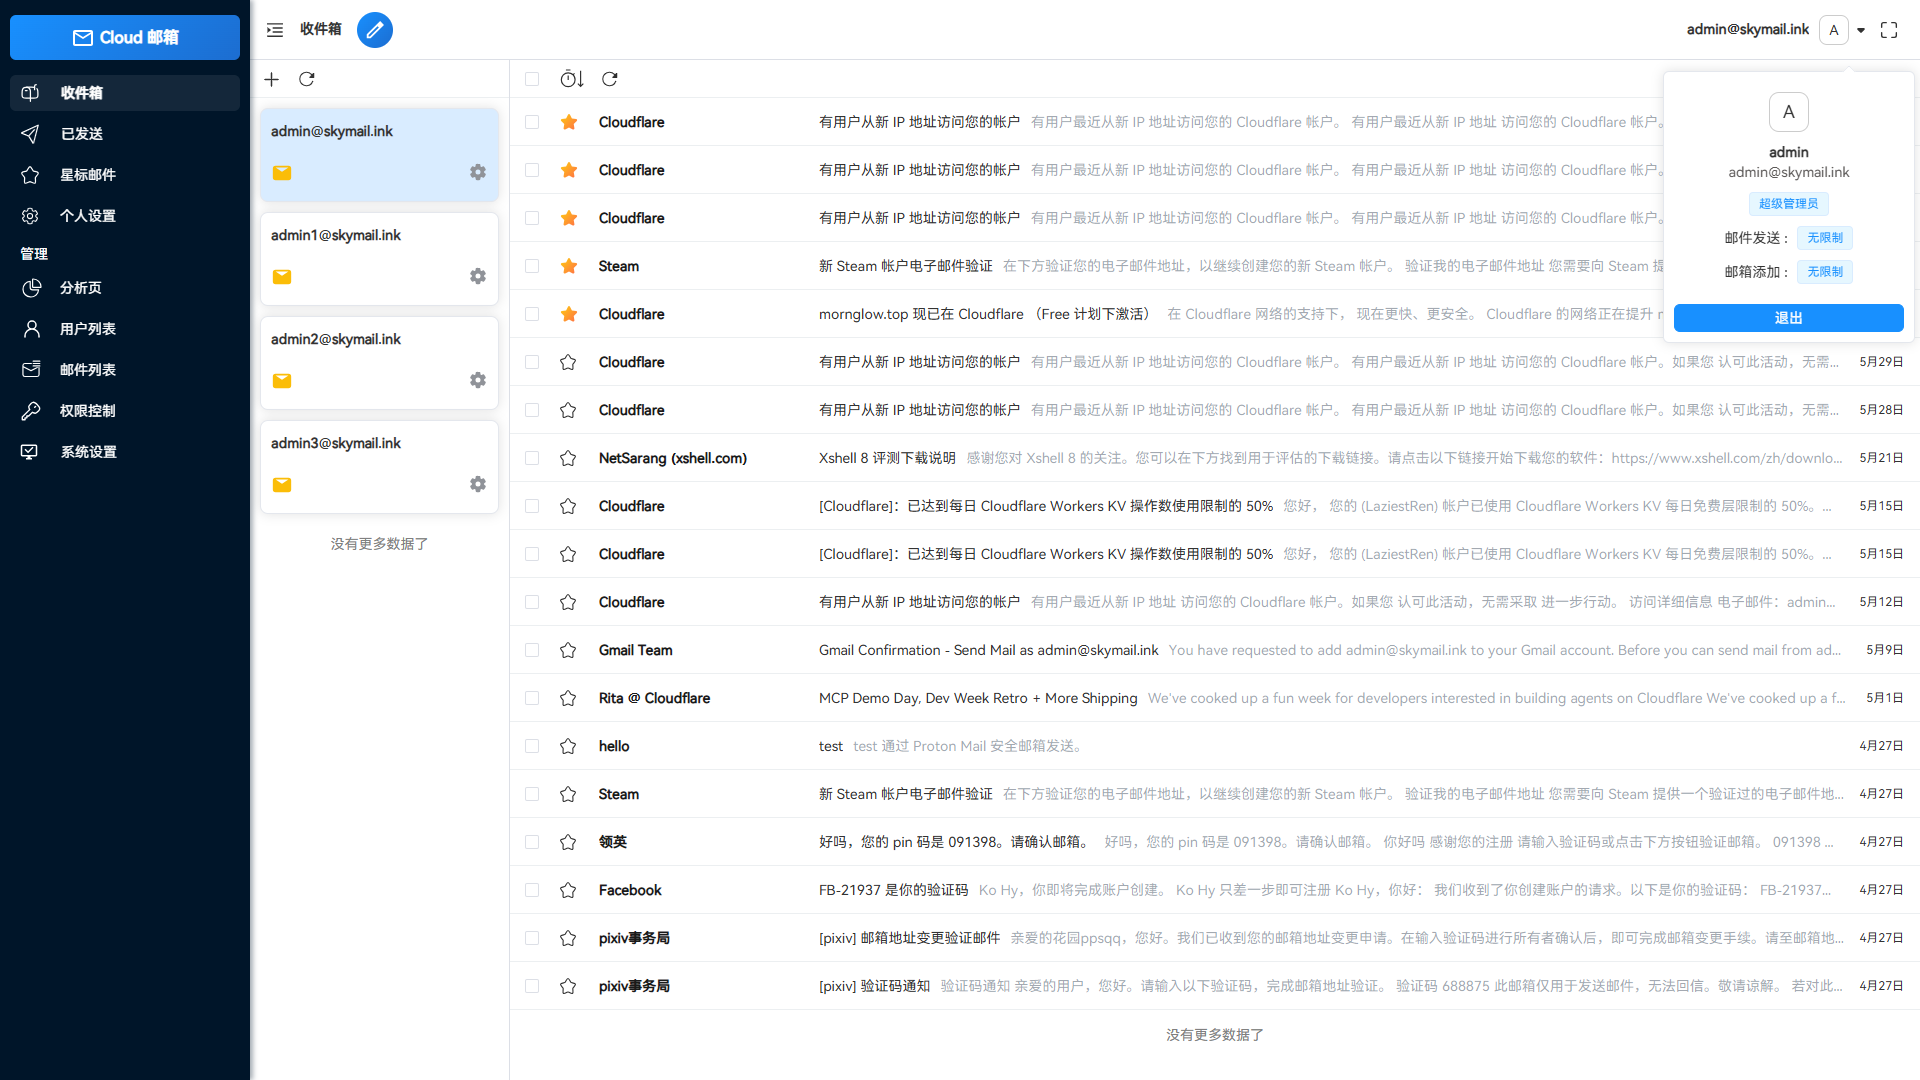 Cloud 邮箱
收件箱
已发送
星标邮件
个人设置
管理
分析页
用户列表
邮件列表
权限控制
系统设置
收件箱
admin@skymail.ink
A
admin@skymail.ink
admin1@skymail.ink
admin2@skymail.ink
admin3@skymail.ink
没有更多数据了
Cloudflare 有用户从新 IP 地址访问您的帐户 有用户最近从新 IP 地址访问您的 Cloudflare 帐户。 有用户最近从新 IP 地址 访问您的 Cloudflare 帐户。
Cloudflare 有用户从新 IP 地址访问您的帐户 有用户最近从新 IP 地址访问您的 Cloudflare 帐户。 有用户最近从新 IP 地址 访问您的 Cloudflare 帐户。
Cloudflare 有用户从新 IP 地址访问您的帐户 有用户最近从新 IP 地址访问您的 Cloudflare 帐户。 有用户最近从新 IP 地址 访问您的 Cloudflare 帐户。
Steam 新 Steam 帐户电子邮件验证 在下方验证您的电子邮件地址，以继续创建您的新 Steam 帐户。 验证我的电子邮件地址 您需要向 Steam
Cloudflare mornglow.top 现已在 Cloudflare （Free 计划下激活） 在 Cloudflare 网络的支持下， 现在更快、更安全。 Cloudflare 的网络正在提升
Cloudflare 有用户从新 IP 地址访问您的帐户 有用户最近从新 IP 地址访问您的 Cloudflare 帐户。 有用户最近从新 IP 地址 访问您的 Cloudflare 帐户。如果您 认可此活动，无需... 5月29日
Cloudflare 有用户从新 IP 地址访问您的帐户 有用户最近从新 IP 地址访问您的 Cloudflare 帐户。 有用户最近从新 IP 地址 访问您的 Cloudflare 帐户。如果您 认可此活动，无需... 5月28日
NetSarang (xshell.com) Xshell 8 评测下载说明 感谢您对 Xshell 8 的关注。您可以在下方找到用于评估的下载链接。请点击以下链接开始下载您的软件：https://www.xshell.com/zh/downlo... 5月21日
Cloudflare [Cloudflare]：已达到每日 Cloudflare Workers KV 操作数使用限制的 50% 您好， 您的 (LaziestRen) 帐户已使用 Cloudflare Workers KV 每日免费层限制的 50%。... 5月15日
Cloudflare [Cloudflare]：已达到每日 Cloudflare Workers KV 操作数使用限制的 50% 您好， 您的 (LaziestRen) 帐户已使用 Cloudflare Workers KV 每日免费层限制的 50%。... 5月15日
Cloudflare 有用户从新 IP 地址访问您的帐户 有用户最近从新 IP 地址 访问您的 Cloudflare 帐户。如果您 认可此活动，无需采取 进一步行动。 访问详细信息 电子邮件：admin... 5月12日
Gmail Team Gmail Confirmation - Send Mail as admin@skymail.ink You have requested to add admin@skymail.ink to your Gmail account. Before you can send mail from ad... 5月9日
Rita @ Cloudflare MCP Demo Day, Dev Week Retro + More Shipping We've cooked up a fun week for developers interested in building agents on Cloudflare We've cooked up a f... 5月1日
hello test test 通过 Proton Mail 安全邮箱发送。 4月27日
Steam 新 Steam 帐户电子邮件验证 在下方验证您的电子邮件地址，以继续创建您的新 Steam 帐户。 验证我的电子邮件地址 您需要向 Steam 提供一个验证过的电子邮件地... 4月27日
领英 好吗，您的 pin 码是 091398。请确认邮箱。 好吗，您的 pin 码是 091398。请确认邮箱。 你好吗 感谢您的注册 请输入验证码或点击下方按钮验证邮箱。 091398 ... 4月27日
Facebook FB-21937 是你的验证码 Ko Hy，你即将完成账户创建。 Ko Hy 只差一步即可注册 Ko Hy，你好： 我们收到了你创建账户的请求。以下是你的验证码： FB-21937... 4月27日
pixiv事务局 [pixiv] 邮箱地址变更验证邮件 亲爱的花园ppsqq，您好。我们已收到您的邮箱地址变更申请。在输入验证码进行所有者确认后，即可完成邮箱变更手续。请至邮箱地... 4月27日
pixiv事务局 [pixiv] 验证码通知 验证码通知 亲爱的用户，您好。请输入以下验证码，完成邮箱地址验证。 验证码 688875 此邮箱仅用于发送邮件，无法回信。敬请谅解。 若对此... 4月27日
没有更多数据了
A
admin
admin@skymail.ink
超级管理员
邮件发送： 无限制
邮箱添加： 无限制
退出